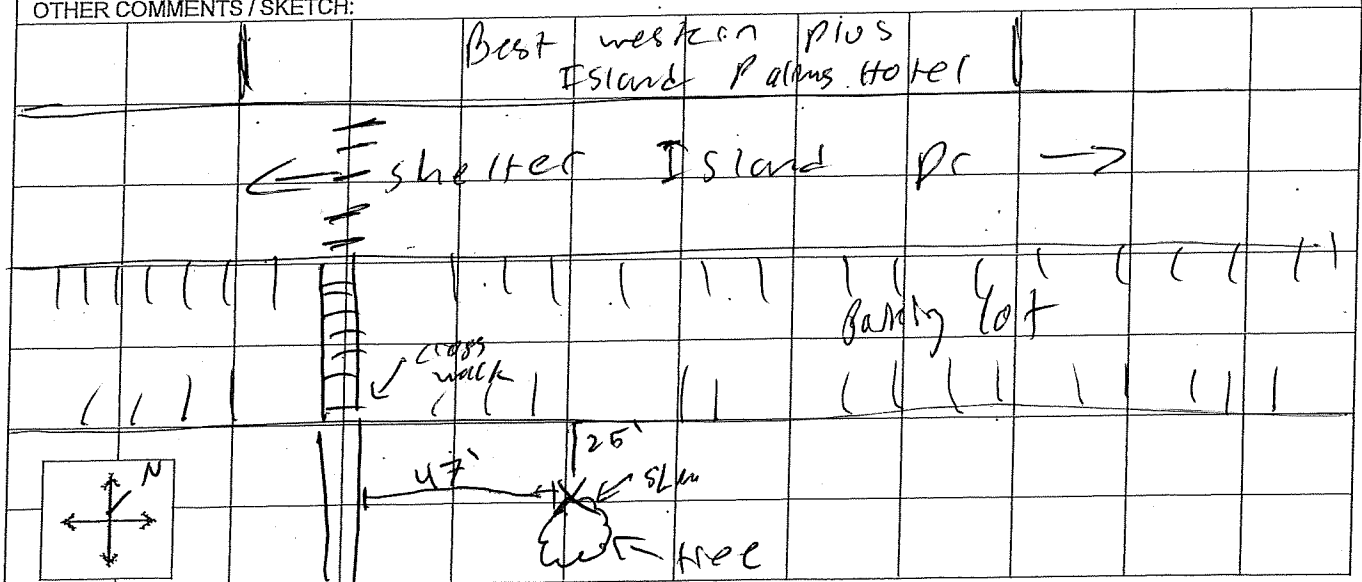 OTHER COMMENTS / SKETCH:
Best western plus
Island Palms Hotel
← shelter Island Dr →
Parking lot
cross
walk
25'
N
47'
SLM
tree